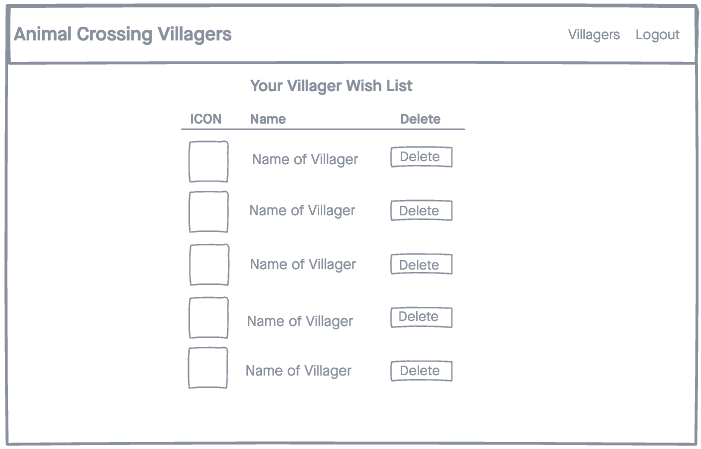 Animal Crossing Villagers Villagers Logout
Your Villager Wish List
ICON Name Delete
Name of Villager Delete
Name of Villager Delete
Name of Villager Delete
Name of Villager Delete
Name of Villager Delete